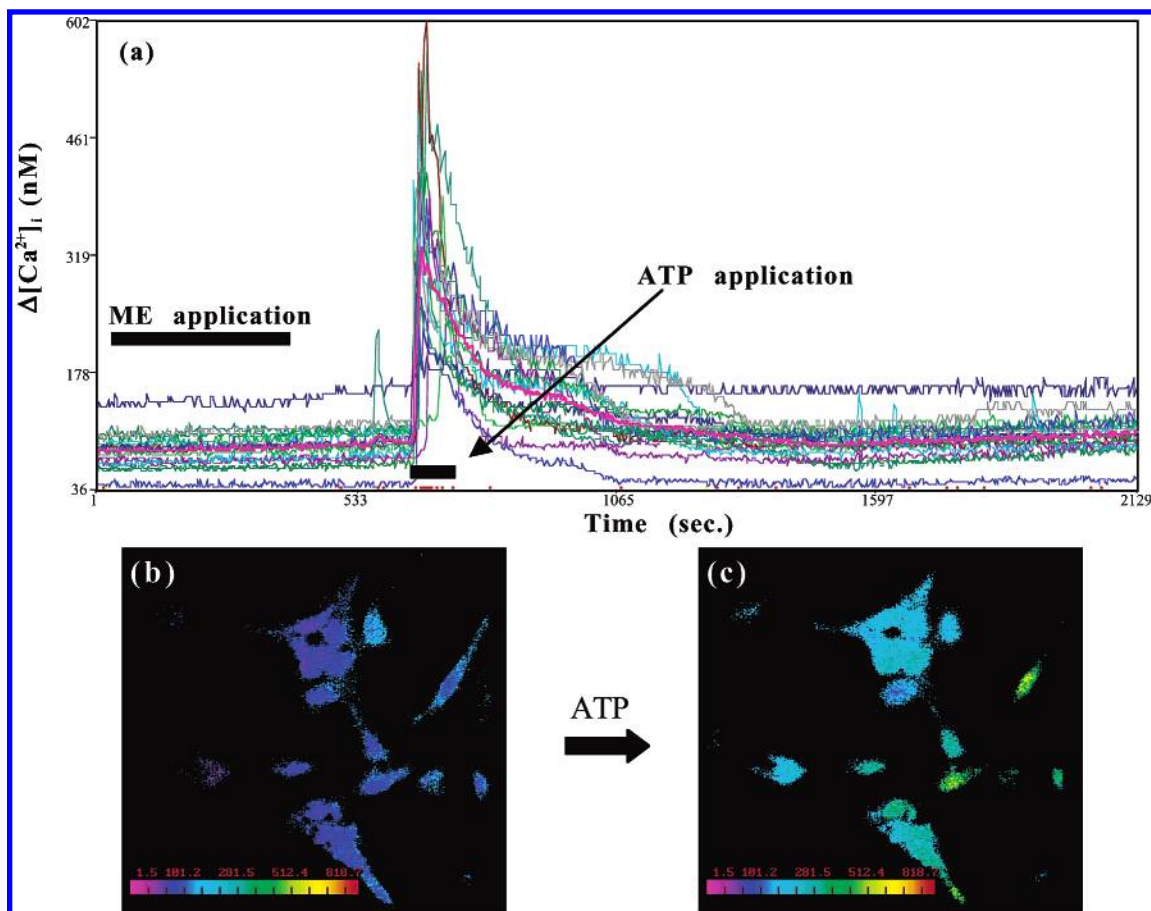 602
(a)
461
319
178
36
Δ[Ca²⁺]ᵢ (nM)
ME application
ATP application
1 533 1065 1597 2129
Time (sec.)
(b)
1.5 101.2 281.5 512.4 818.7
ATP
(c)
1.5 101.2 281.5 512.4 818.7